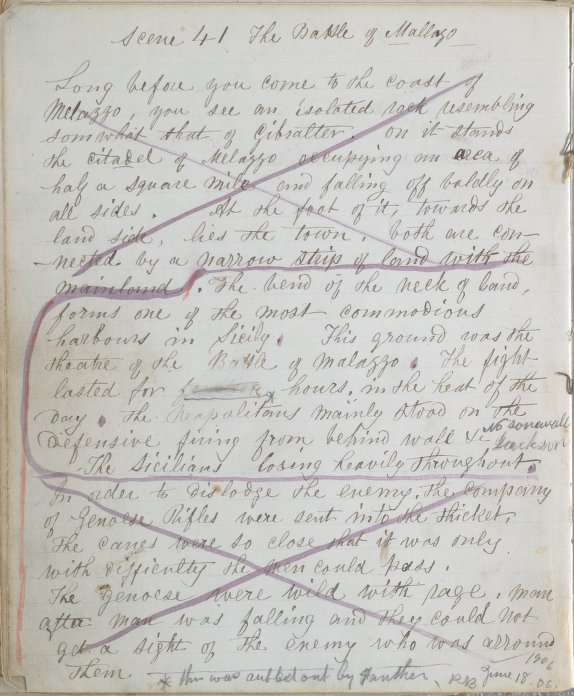 Scene 41 The Battle of Mallazo
Long before you come to the coast of
Melazzo, you see an isolated rock resembling
somwhat that of Gibralter on it stands
the citadel of Melazzo occupying an area of
half a square mile and falling off boldly on
all sides. At the foot of it, towards the
land side, lies the town, both are con-
-nected by a narrow strip of land with the
mainland. The bend of the neck of land,
forms one of the most commodious
harbours in Sicily. This ground was the
theatre of the Battle of Malazzo. The fight
lasted for hours, in the heat of the
day. The Neapolitans mainly stood on the
Defensive firing from behind wall &c No stonewall
Jackson
The Sicilians losing heavily throughout.
In order to dislodge the enemy, the company
of Genoese Rifles were sent into the thicket.
The canes were so close that it was only
with difficulty the men could pass.
The Genoese were wild with rage. man
after man was falling and they could not
get a sight of the enemy who was arround
them * this was rubbed out by Panther, RB June 18
1906
06.